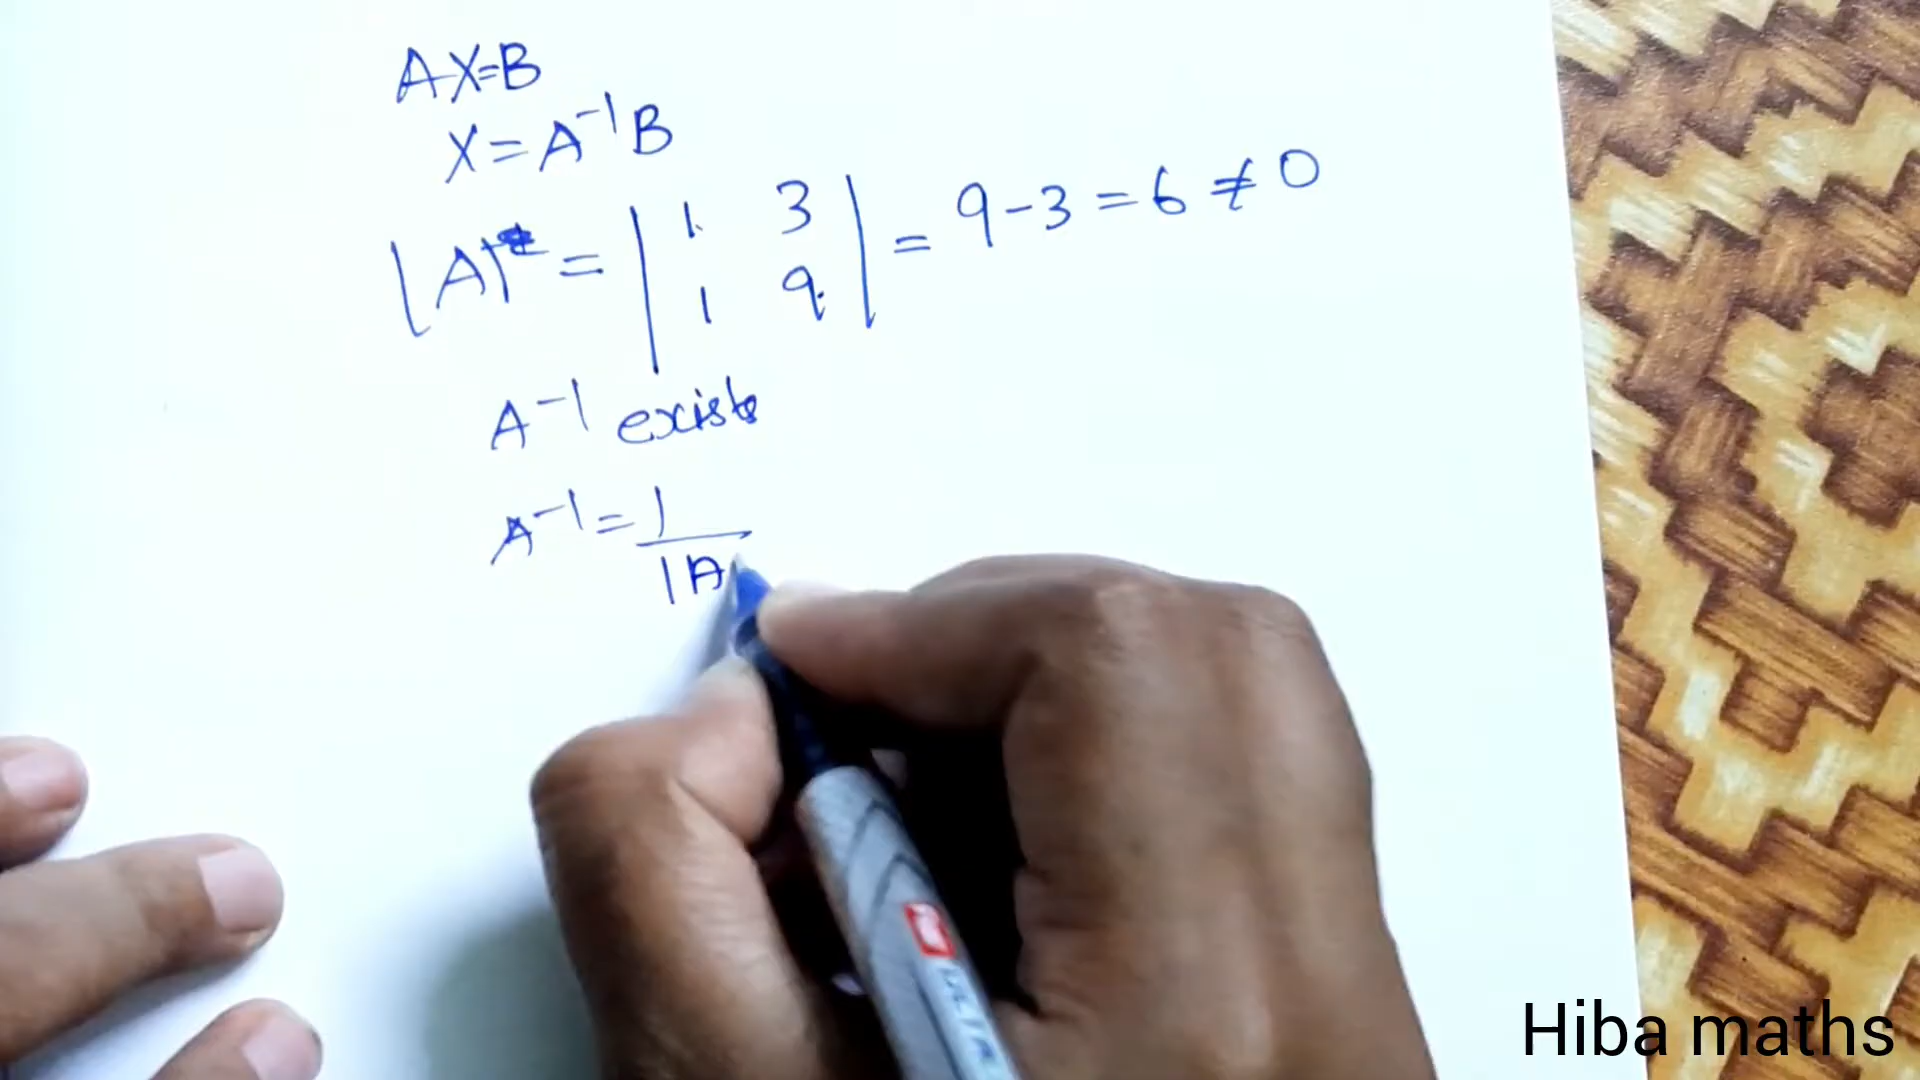 AX=B
X=A⁻¹B
|A| = | 1 3 | = 9-3 = 6 ≠ 0
| 1 9 |
A⁻¹ exists
A⁻¹ = 1
|A
Hiba maths